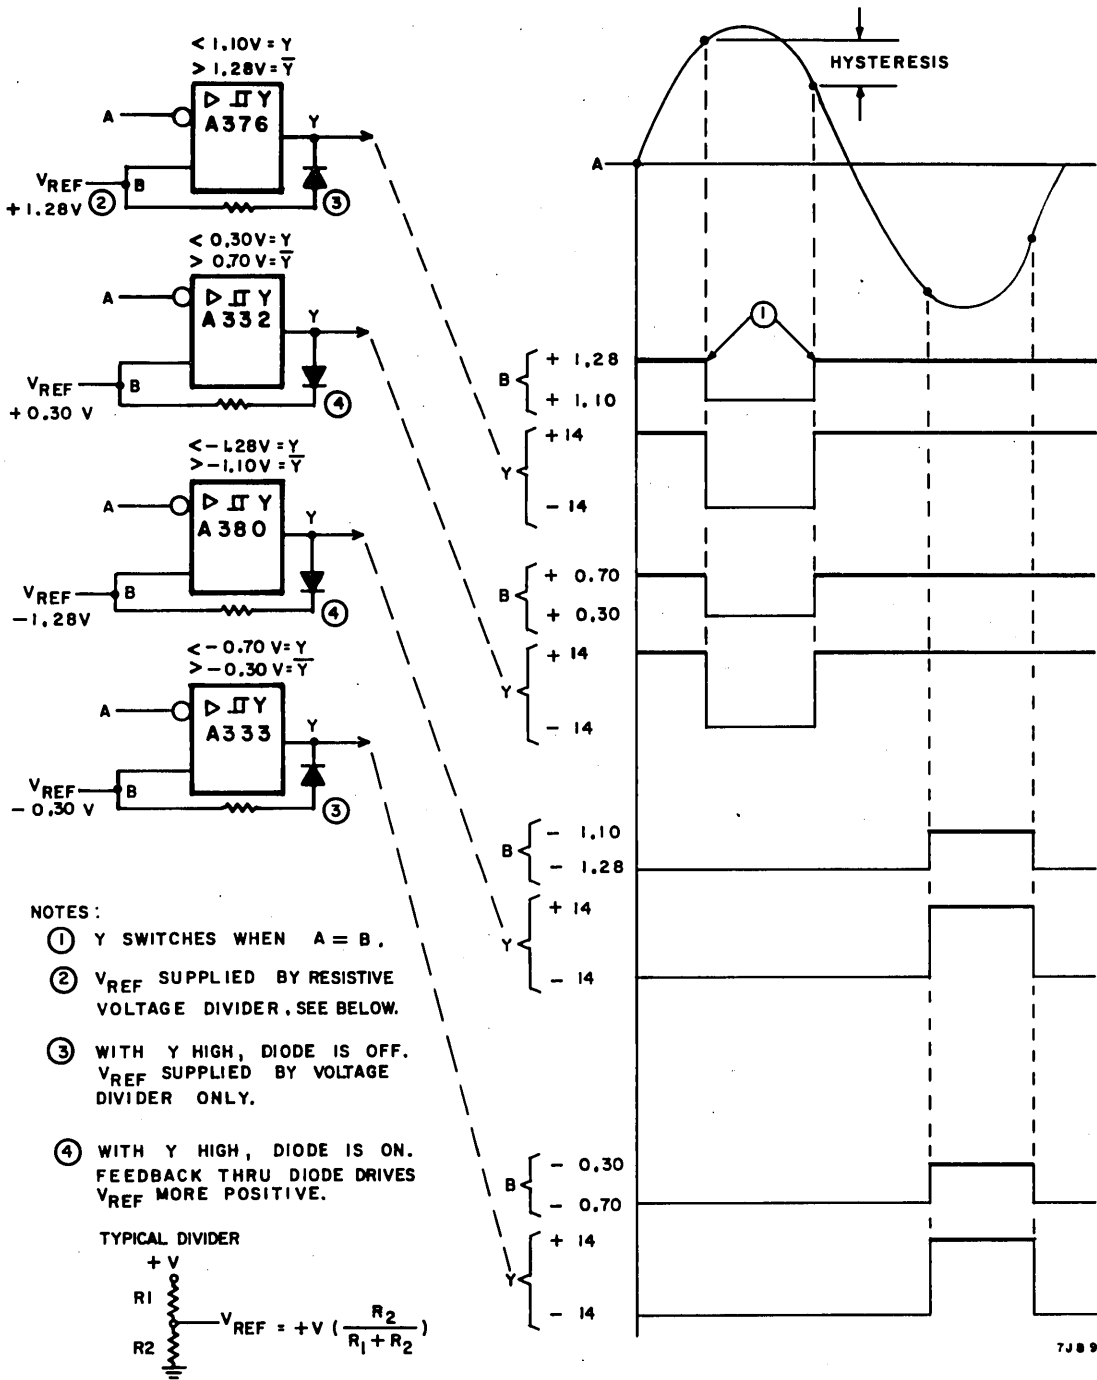 < 1.10V = Y
> 1.28V = Y̅
A
▷ Y
A376
Y
V_REF
B
+1.28V ②
③
< 0.30V = Y
> 0.70V = Y̅
A
▷ Y
A332
Y
V_REF
B
+0.30 V
④
< -1.28V = Y
> -1.10V = Y̅
A
▷ Y
A380
Y
V_REF
B
-1.28V
④
< -0.70 V = Y
> -0.30V = Y̅
A
▷ Y
A333
Y
V_REF
B
-0.30 V
③
NOTES:
① Y SWITCHES WHEN A = B.
② V_REF SUPPLIED BY RESISTIVE
VOLTAGE DIVIDER. SEE BELOW.
③ WITH Y HIGH, DIODE IS OFF.
V_REF SUPPLIED BY VOLTAGE
DIVIDER ONLY.
④ WITH Y HIGH, DIODE IS ON.
FEEDBACK THRU DIODE DRIVES
V_REF MORE POSITIVE.
TYPICAL DIVIDER
+ V
R1
V_REF = +V (R2 / (R1 + R2))
R2
HYSTERESIS
A
①
B
+ 1.28
+ 1.10
Y
+14
- 14
B
+ 0.70
+ 0.30
Y
+ 14
- 14
B
- 1.10
- 1.28
Y
+ 14
- 14
B
- 0.30
- 0.70
Y
+ 14
- 14
7JB9